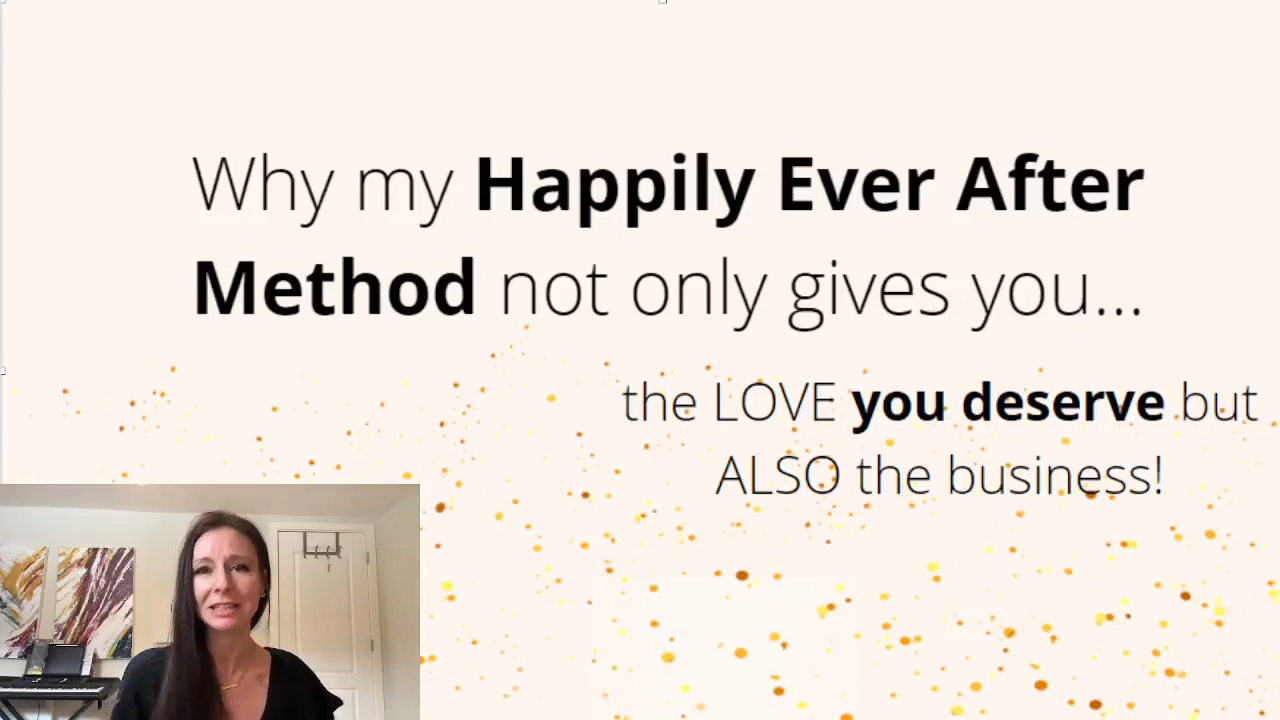 Why my Happily Ever After
Method not only gives you...
the LOVE you deserve but
ALSO the business!